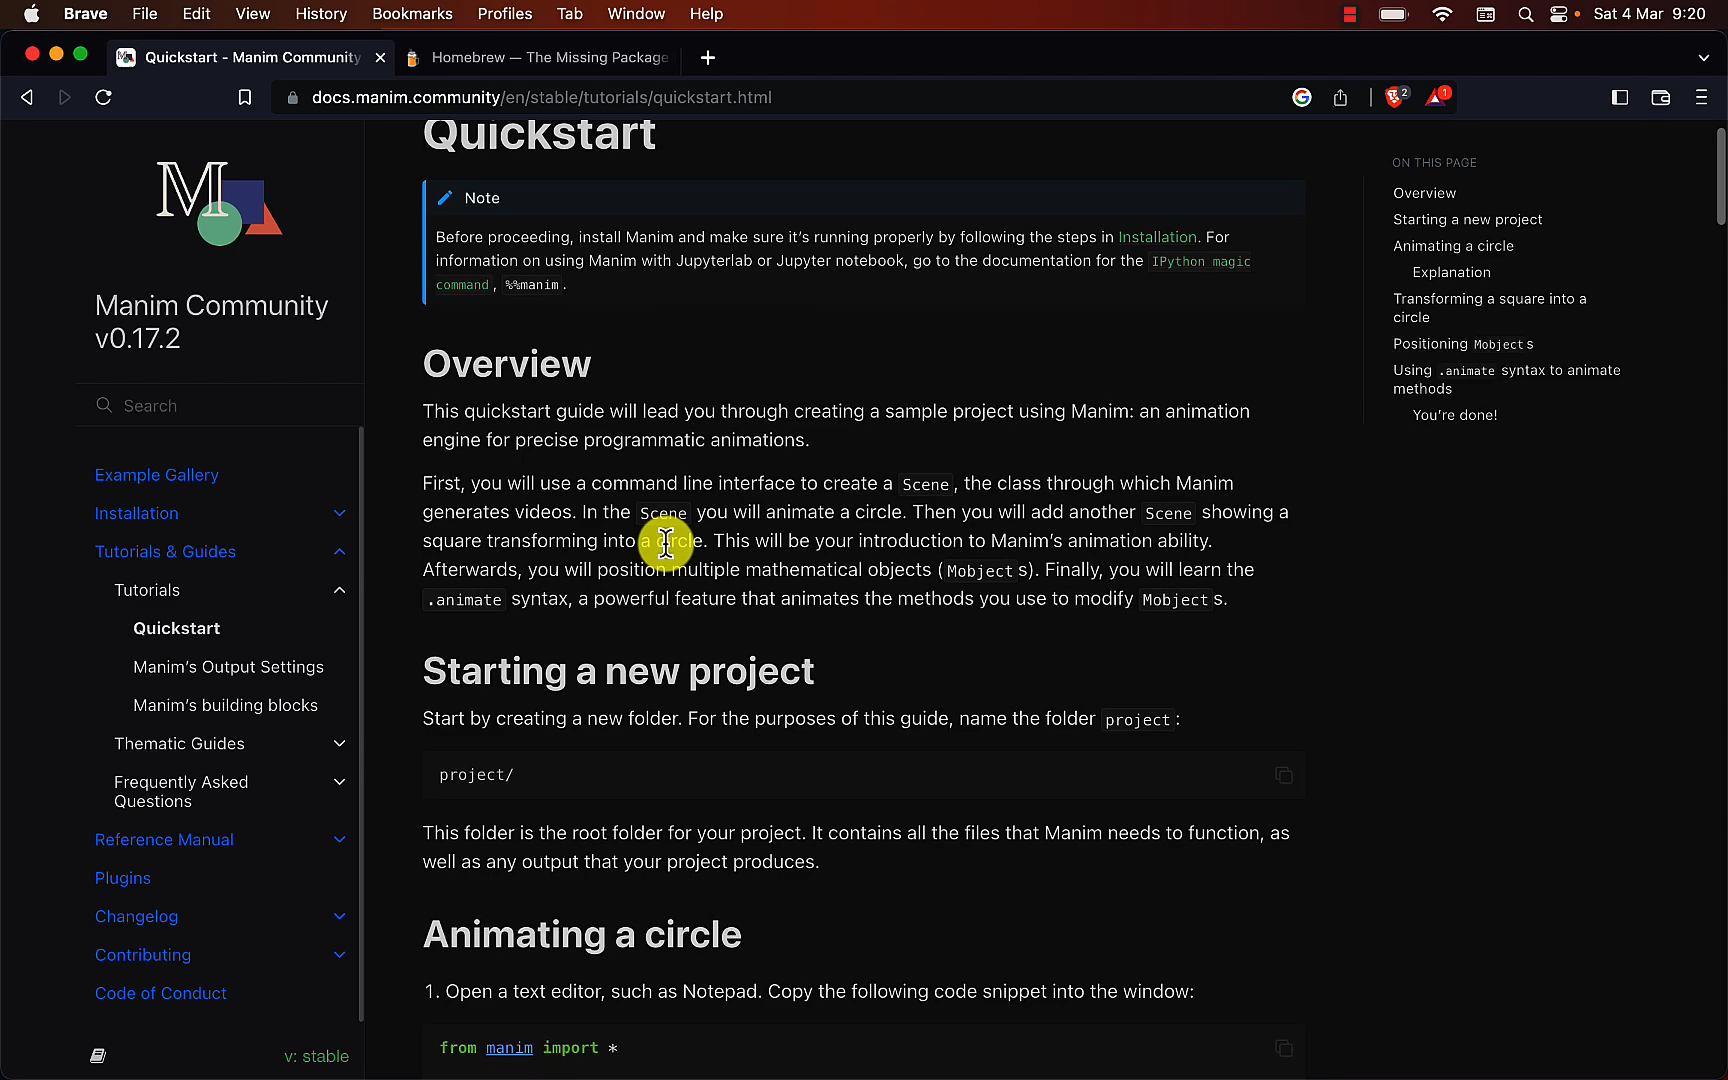 Brave File Edit View History Bookmarks Profiles Tab Window Help Sat 4 Mar 9:20
Quickstart - Manim Community Homebrew — The Missing Package
docs.manim.community/en/stable/tutorials/quickstart.html
2
1
M
Manim Community
v0.17.2
Search
Example Gallery
Installation
Tutorials & Guides
Tutorials
Quickstart
Manim's Output Settings
Manim's building blocks
Thematic Guides
Frequently Asked
Questions
Reference Manual
Plugins
Changelog
Contributing
Code of Conduct
v: stable
Quickstart
Note
Before proceeding, install Manim and make sure it's running properly by following the steps in Installation. For
information on using Manim with Jupyterlab or Jupyter notebook, go to the documentation for the IPython magic
command, %%manim.
Overview
This quickstart guide will lead you through creating a sample project using Manim: an animation
engine for precise programmatic animations.
First, you will use a command line interface to create a Scene, the class through which Manim
generates videos. In the Scene you will animate a circle. Then you will add another Scene showing a
square transforming into a circle. This will be your introduction to Manim's animation ability.
Afterwards, you will position multiple mathematical objects (Mobjects). Finally, you will learn the
.animate syntax, a powerful feature that animates the methods you use to modify Mobjects.
Starting a new project
Start by creating a new folder. For the purposes of this guide, name the folder project:
project/
This folder is the root folder for your project. It contains all the files that Manim needs to function, as
well as any output that your project produces.
Animating a circle
1. Open a text editor, such as Notepad. Copy the following code snippet into the window:
from manim import *
ON THIS PAGE
Overview
Starting a new project
Animating a circle
Explanation
Transforming a square into a
circle
Positioning Mobjects
Using .animate syntax to animate
methods
You're done!